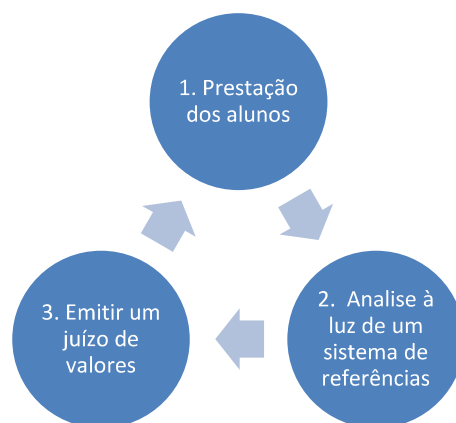 1. Prestação
dos alunos
2. Analise à
luz de um
sistema de
referências
3. Emitir um
juízo de
valores